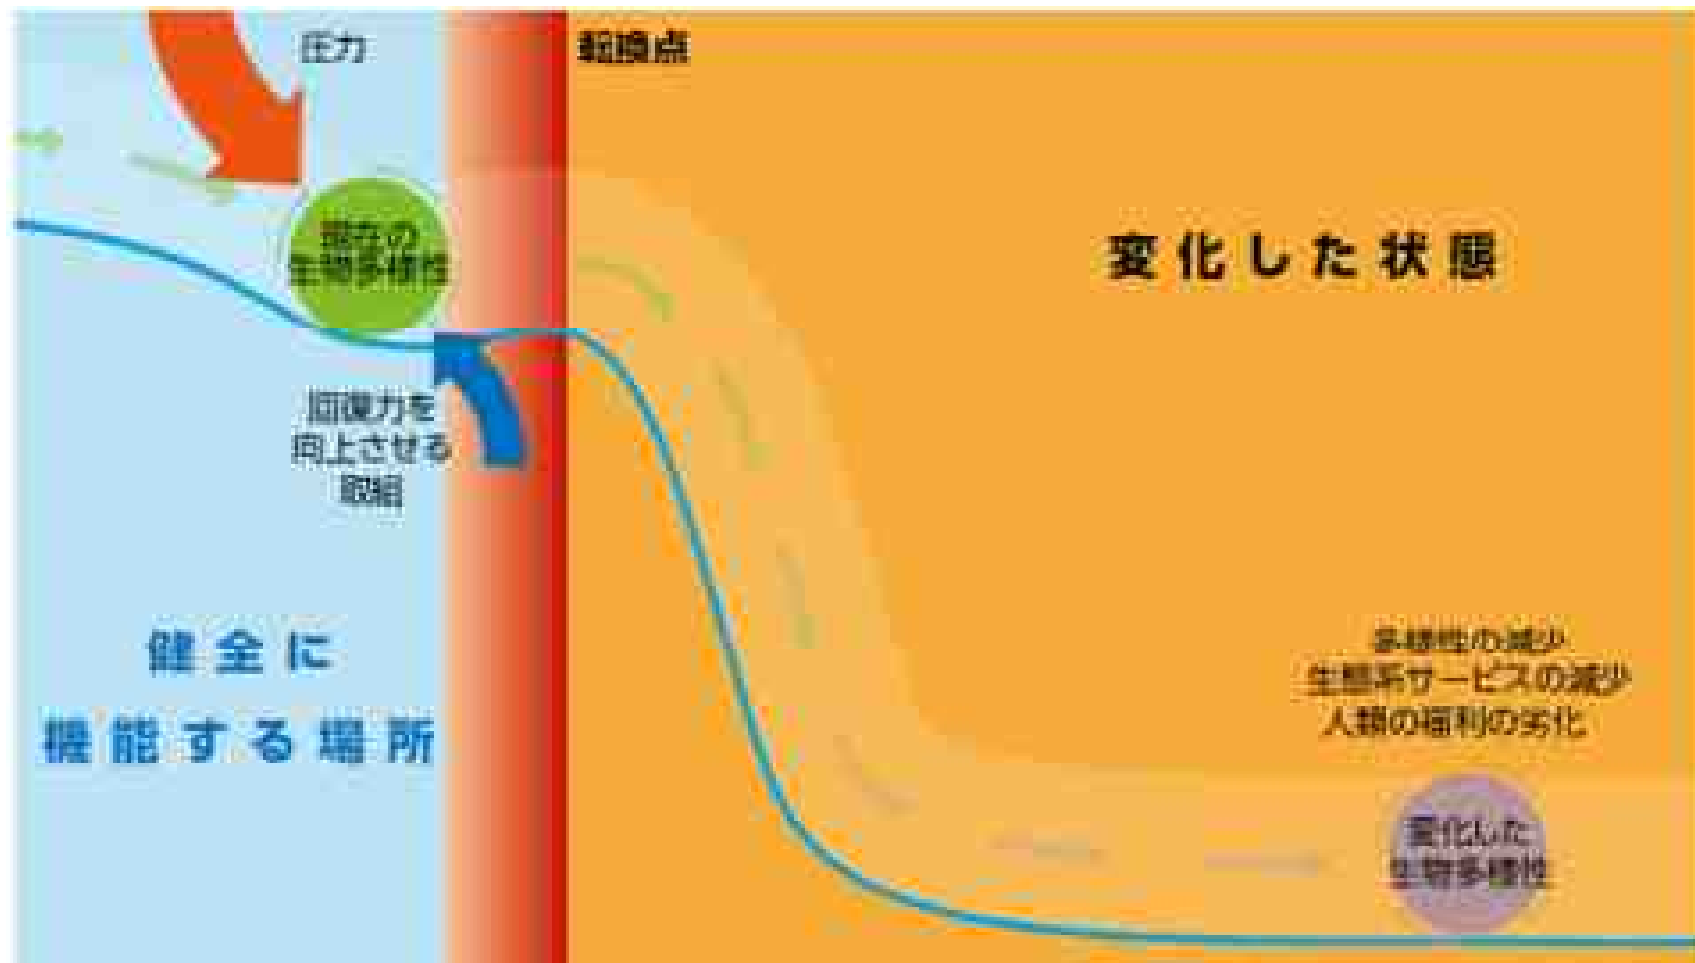 圧力
転換点
現在の
生物多様性
変化した状態
回復力を
向上させる
取組
健全に
機能する場所
多様性の減少
生態系サービスの減少
人類の福利の劣化
変化した
生物多様性